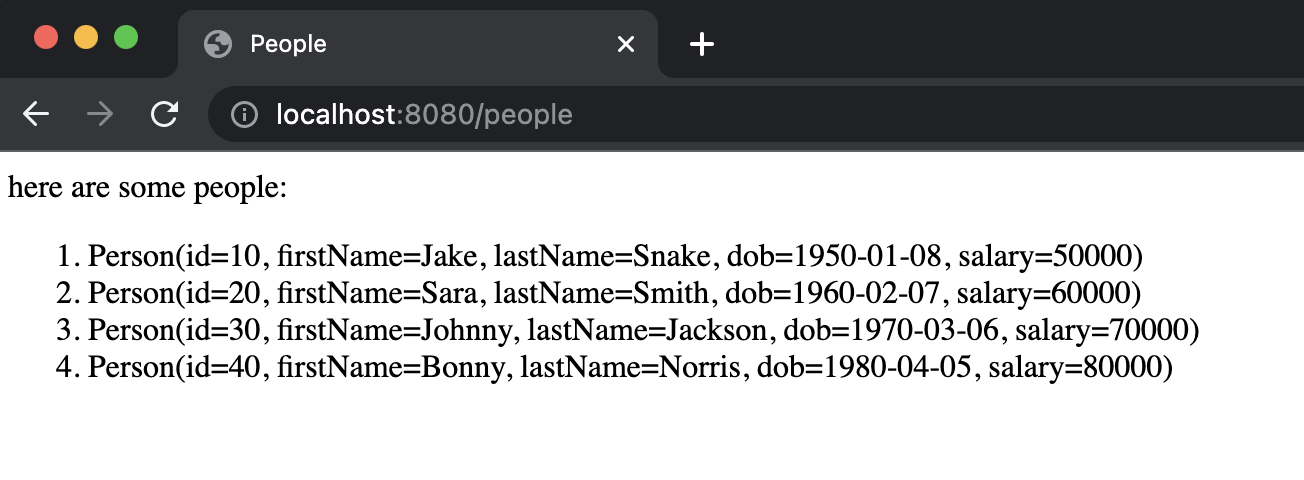 People
localhost:8080/people
here are some people:
1. Person(id=10, firstName=Jake, lastName=Snake, dob=1950-01-08, salary=50000)
2. Person(id=20, firstName=Sara, lastName=Smith, dob=1960-02-07, salary=60000)
3. Person(id=30, firstName=Johnny, lastName=Jackson, dob=1970-03-06, salary=70000)
4. Person(id=40, firstName=Bonny, lastName=Norris, dob=1980-04-05, salary=80000)